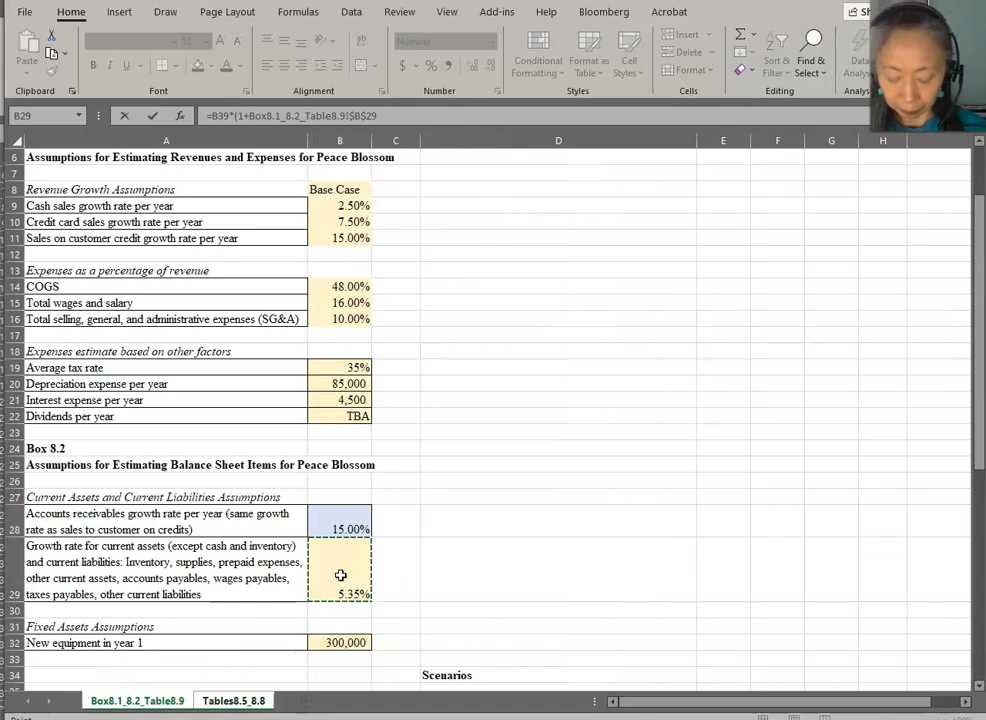 File Home Insert Draw Page Layout Formulas Data Review View Add-ins Help Bloomberg Acrobat
Paste
12
A A
ab
Number
Conditional Formatting
Format as Table
Cell Styles
Insert
Delete
Format
Sort & Filter
Find & Select
Data
Clipboard Font Alignment Number Styles Cells Editing
B29 fx =B39*(1+Box8.1_8.2_Table8.9!$B$29
A B C D E F G H
6 Assumptions for Estimating Revenues and Expenses for Peace Blossom
7
8 Revenue Growth Assumptions Base Case
9 Cash sales growth rate per year 2.50%
10 Credit card sales growth rate per year 7.50%
11 Sales on customer credit growth rate per year 15.00%
12
13 Expenses as a percentage of revenue
14 COGS 48.00%
15 Total wages and salary 16.00%
16 Total selling, general, and administrative expenses (SG&A) 10.00%
17
18 Expenses estimate based on other factors
19 Average tax rate 35%
20 Depreciation expense per year 85,000
21 Interest expense per year 4,500
22 Dividends per year TBA
23
24 Box 8.2
25 Assumptions for Estimating Balance Sheet Items for Peace Blossom
26
27 Current Assets and Current Liabilities Assumptions
Accounts receivables growth rate per year (same growth
28 rate as sales to customer on credits) 15.00%
Growth rate for current assets (except cash and inventory)
and current liabilities: Inventory, supplies, prepaid expenses,
other current assets, accounts payables, wages payables,
29 taxes payables, other current liabilities 5.35%
30
31 Fixed Assets Assumptions
32 New equipment in year 1 300,000
33
34 Scenarios
Box8.1_8.2_Table8.9 Tables8.5_8.8